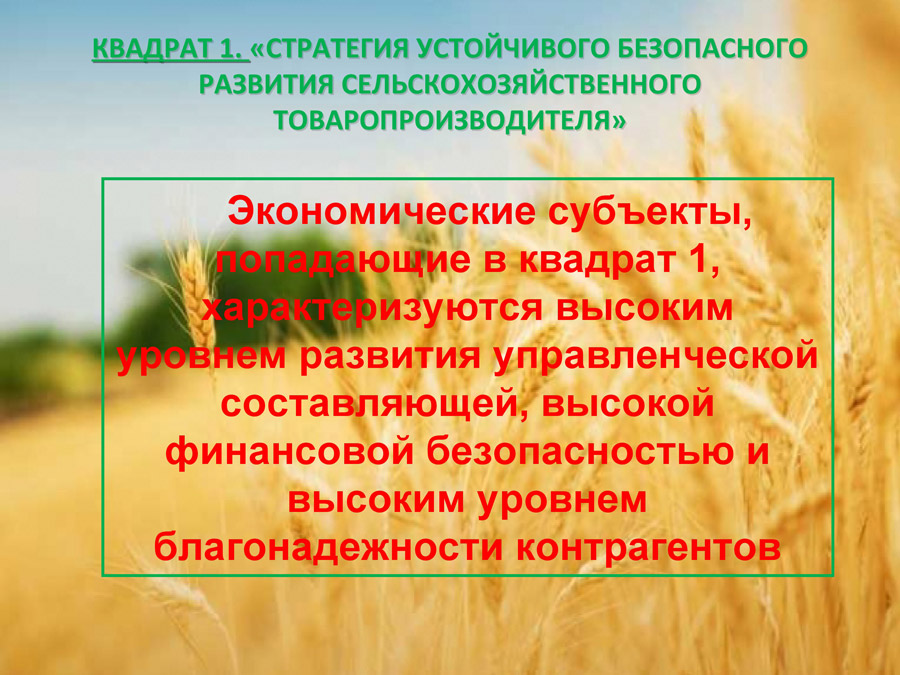 КВАДРАТ 1. «СТРАТЕГИЯ УСТОЙЧИВОГО БЕЗОПАСНОГО
РАЗВИТИЯ СЕЛЬСКОХОЗЯЙСТВЕННОГО
ТОВАРОПРОИЗВОДИТЕЛЯ»
Экономические субъекты,
попадающие в квадрат 1,
характеризуются высоким
уровнем развития управленческой
составляющей, высокой
финансовой безопасностью и
высоким уровнем
благонадежности контрагентов